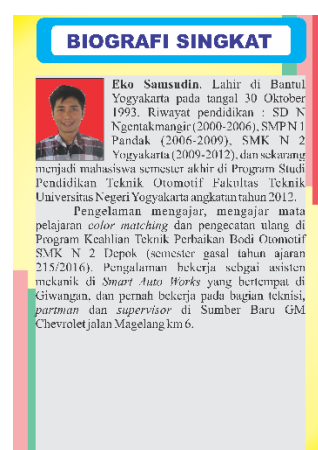 BIOGRAFI SINGKAT
Eko Samsudin. Lahir di Bantul
Yogyakarta pada tangal 30 Oktober
1993. Riwayat pendidikan : SD N
Ngentakmangir (2000-2006), SMP N 1
Pandak (2006-2009), SMK N 2
Yogyakarta (2009-2012), dan sekarang
menjadi mahasiswa semester akhir di Program Studi
Pendidikan Teknik Otomotif Fakultas Teknik
Universitas Negeri Yogyakarta angkatan tahun 2012.
Pengelaman mengajar, mengajar mata
pelajaran color matching dan pengecatan ulang di
Program Keahlian Teknik Perbaikan Bodi Otomotif
SMK N 2 Depok (semester gasal tahun ajaran
215/2016). Pengalaman bekerja sebgai asisten
mekanik di Smart Auto Works yang bertempat di
Giwangan, dan pernah bekerja pada bagian teknisi,
partman dan supervisor di Sumber Baru GM
Chevrolet jalan Magelang km 6.